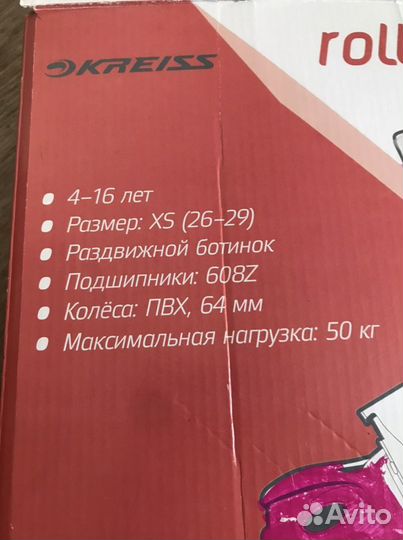 roll
KREISS
4–16 лет
Размер: XS (26–29)
Раздвижной ботинок
Подшипники: 608Z
Колёса: ПВХ, 64 мм
Максимальная нагрузка: 50 кг
Avito